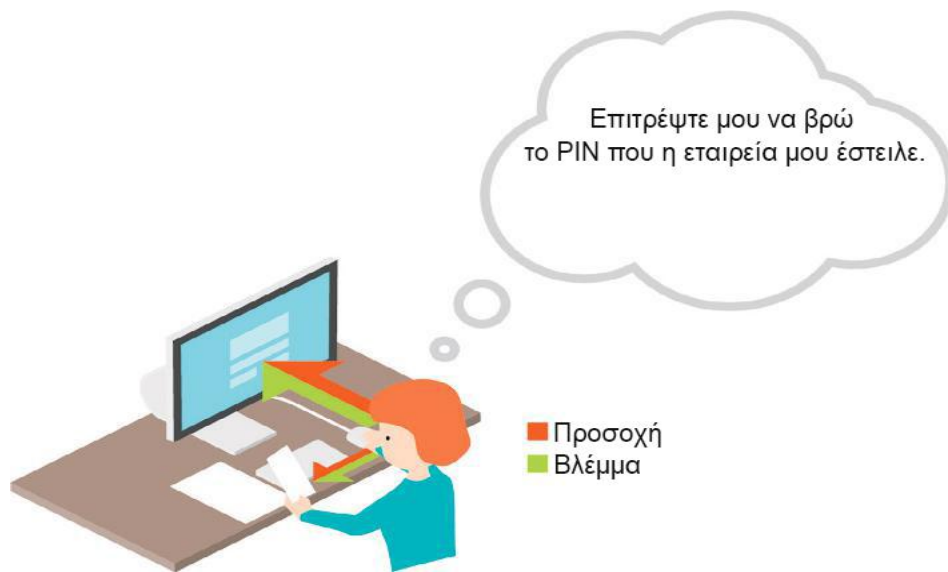 Επιτρέψτε μου να βρώ
το PIN που η εταιρεία μου έστειλε.
Προσοχή
Βλέμμα